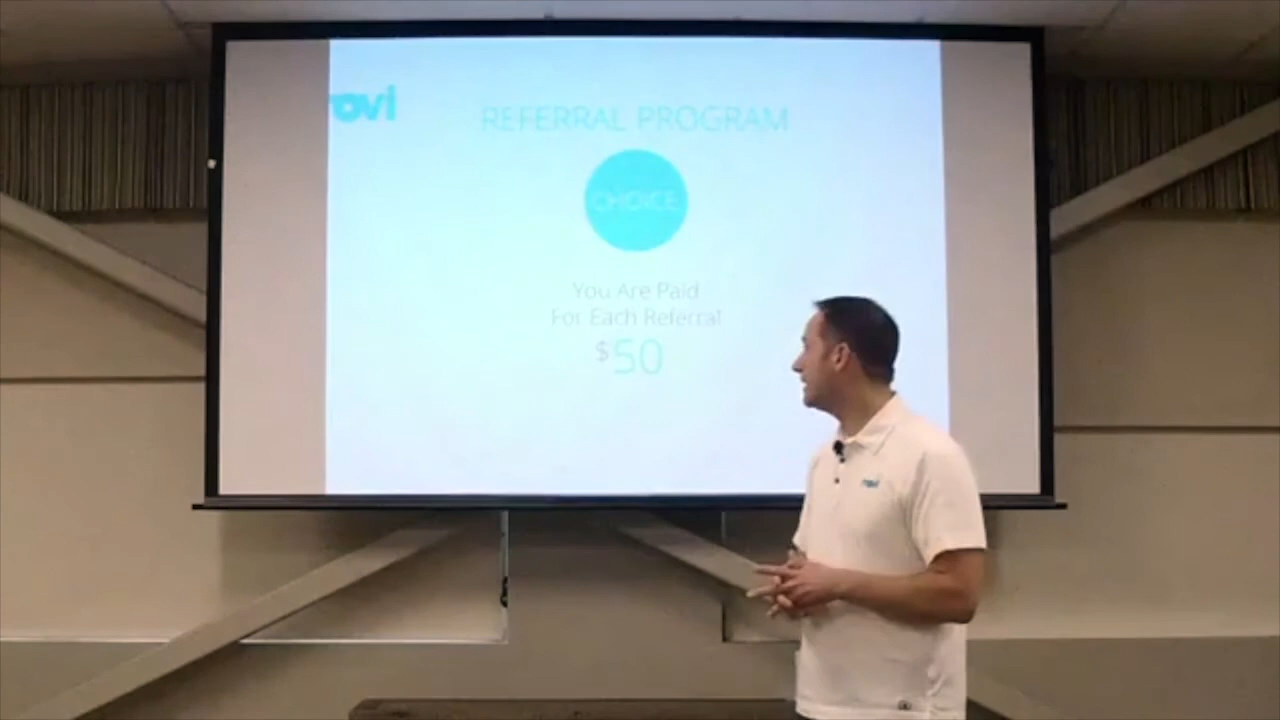 ovi
REFERRAL PROGRAM
CHOICE
You Are Paid
For Each Referral
$50